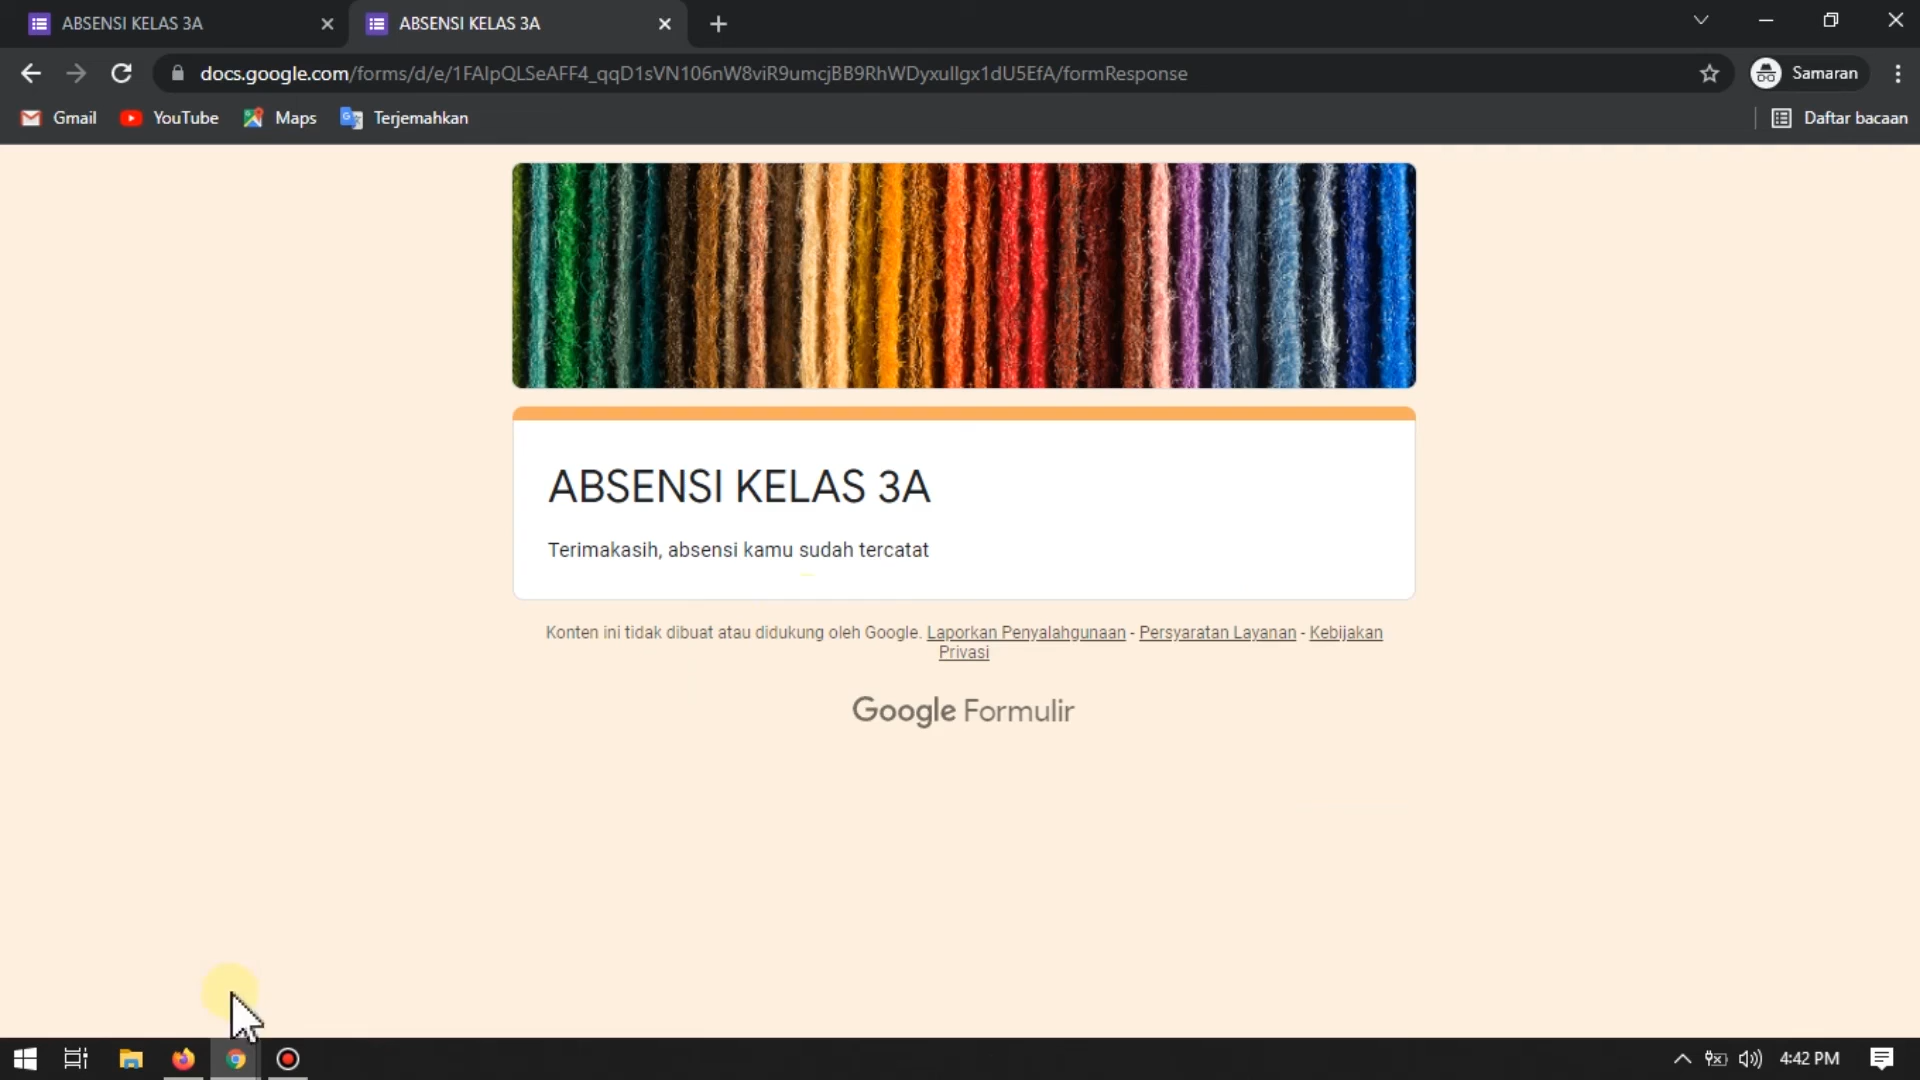 ABSENSI KELAS 3A
ABSENSI KELAS 3A
docs.google.com/forms/d/e/1FAIpQLSeAFF4_qqD1sVN106nW8viR9umcjBB9RhWDyxullgx1dU5EfA/formResponse
Samaran
Gmail
YouTube
Maps
Terjemahkan
Daftar bacaan
ABSENSI KELAS 3A
Terimakasih, absensi kamu sudah tercatat
Konten ini tidak dibuat atau didukung oleh Google. Laporkan Penyalahgunaan - Persyaratan Layanan - Kebijakan
Privasi
Google Formulir
4:42 PM